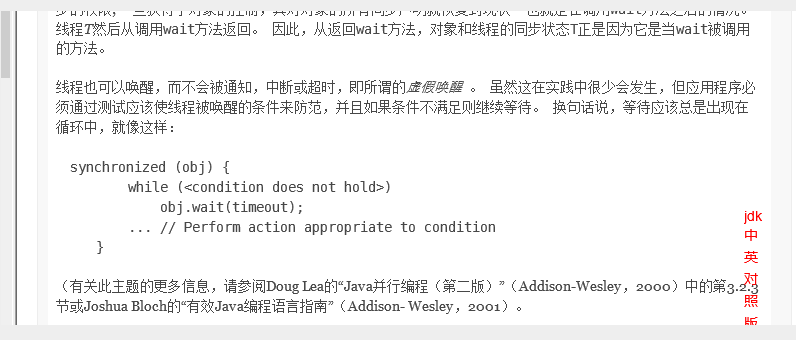 线程T然后从调用wait方法返回。 因此，从返回wait方法，对象和线程的同步状态T正是因为它是当wait被调用
的方法。
线程也可以唤醒，而不会被通知，中断或超时，即所谓的虚假唤醒 。 虽然这在实践中很少会发生，但应用程序必
须通过测试应该使线程被唤醒的条件来防范，并且如果条件不满足则继续等待。 换句话说，等待应该总是出现在
循环中，就像这样：
synchronized (obj) {
while (<condition does not hold>)
obj.wait(timeout);
... // Perform action appropriate to condition
}
（有关此主题的更多信息，请参阅Doug Lea的“Java并行编程（第二版）”（Addison-Wesley，2000）中的第3.2.3
节或Joshua Bloch的“有效Java编程语言指南”（Addison- Wesley，2001）。
jdk
中
英
对
照
版